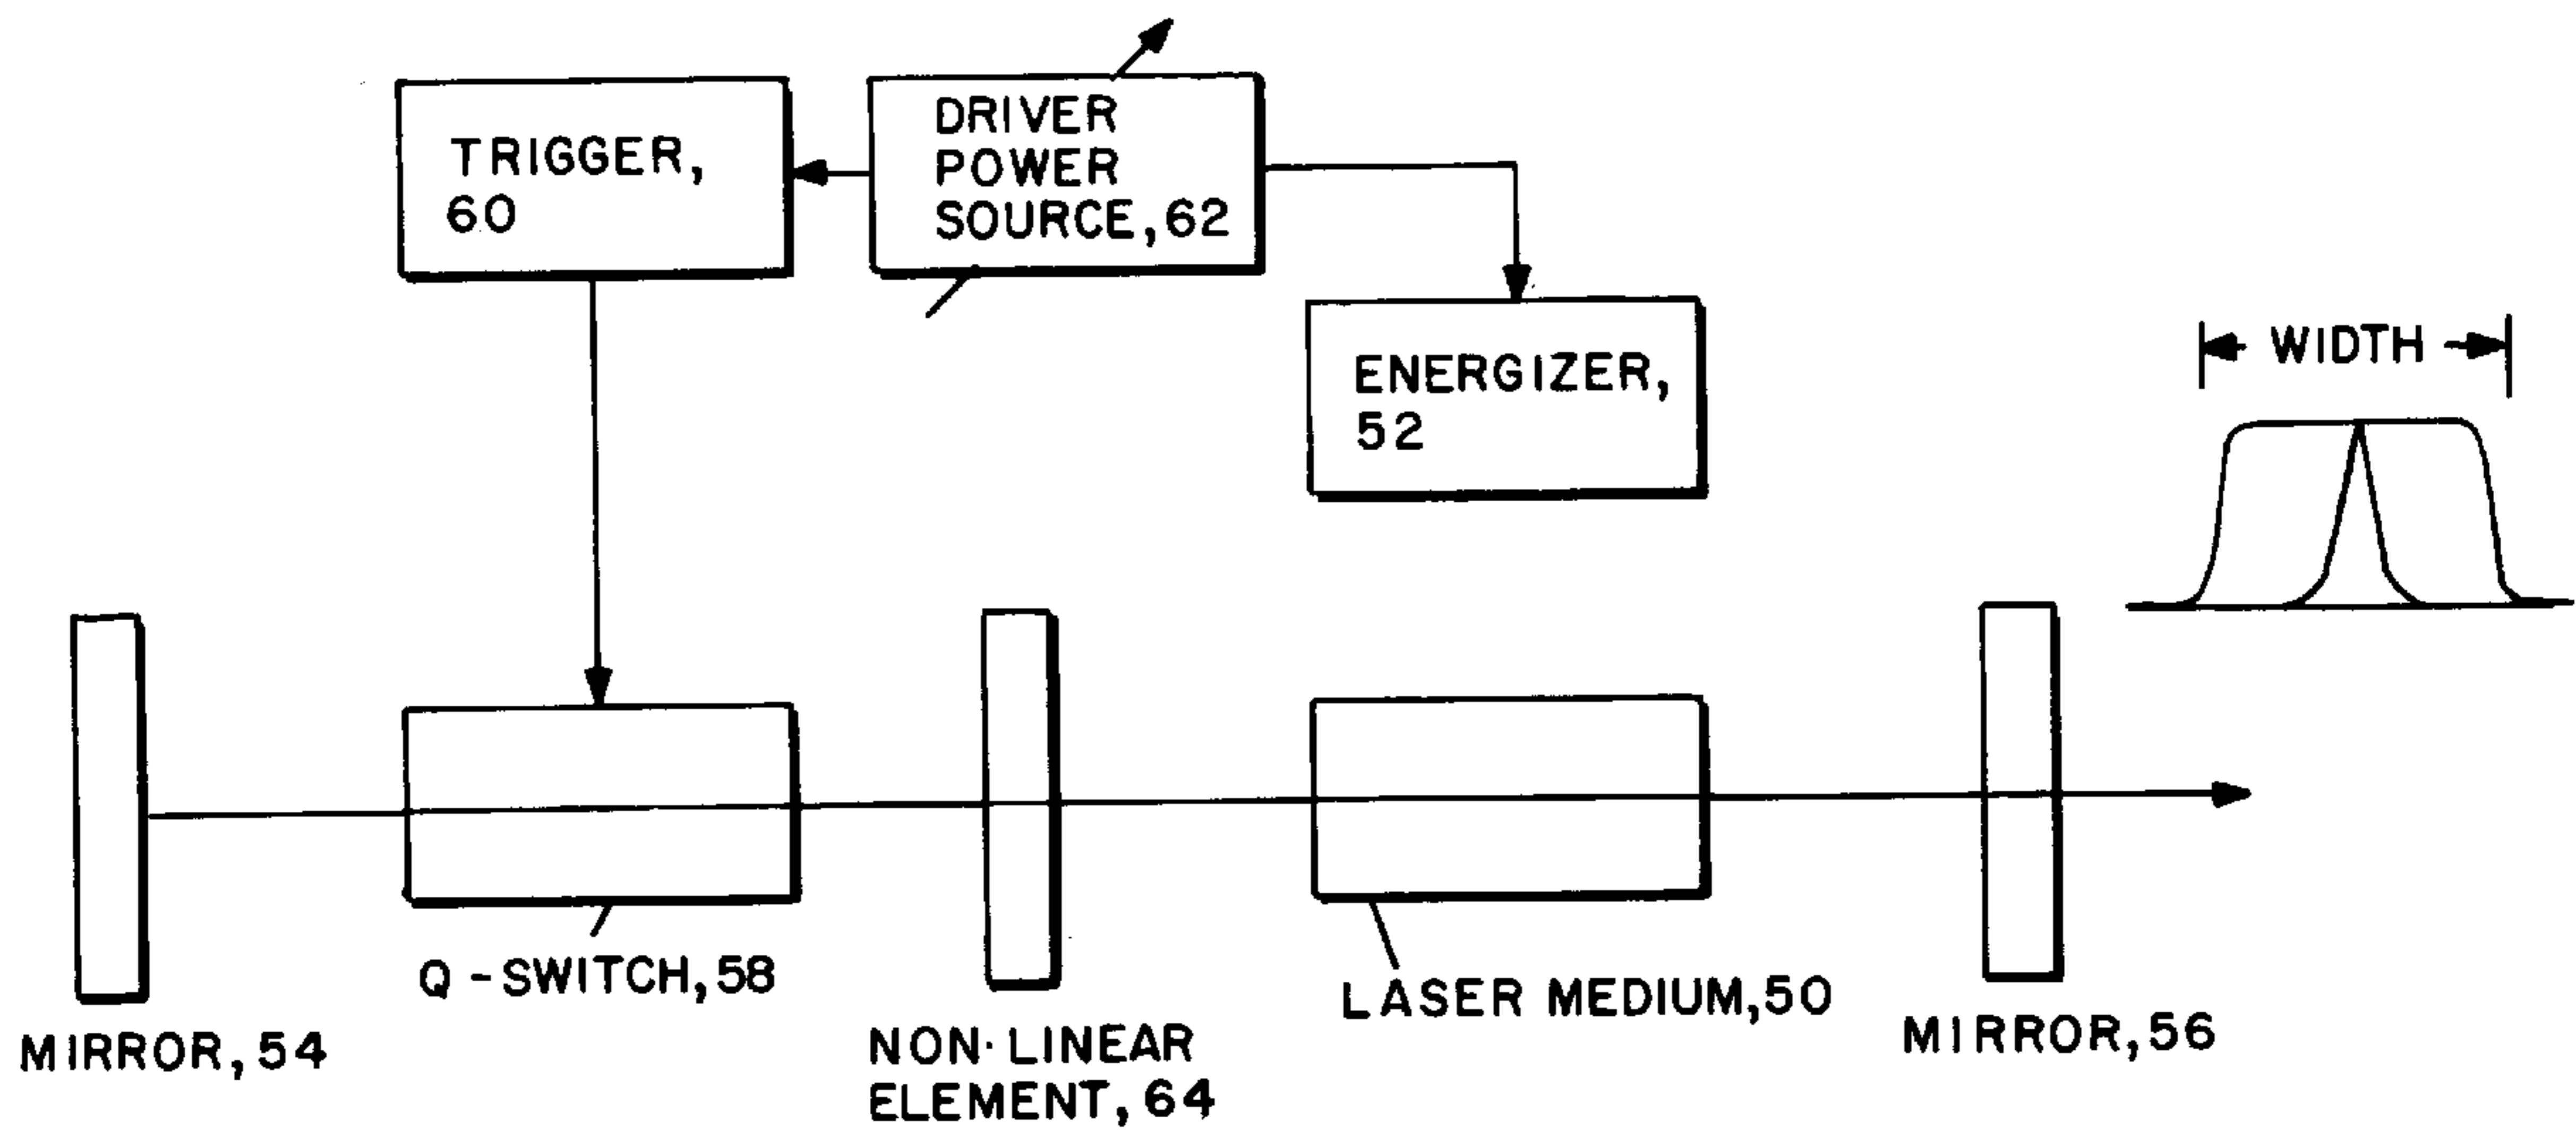 TRIGGER,
60
DRIVER
POWER
SOURCE,62
ENERGIZER,
52
WIDTH
MIRROR,54
Q-SWITCH,58
NON-LINEAR
ELEMENT,64
LASER MEDIUM,50
MIRROR,56